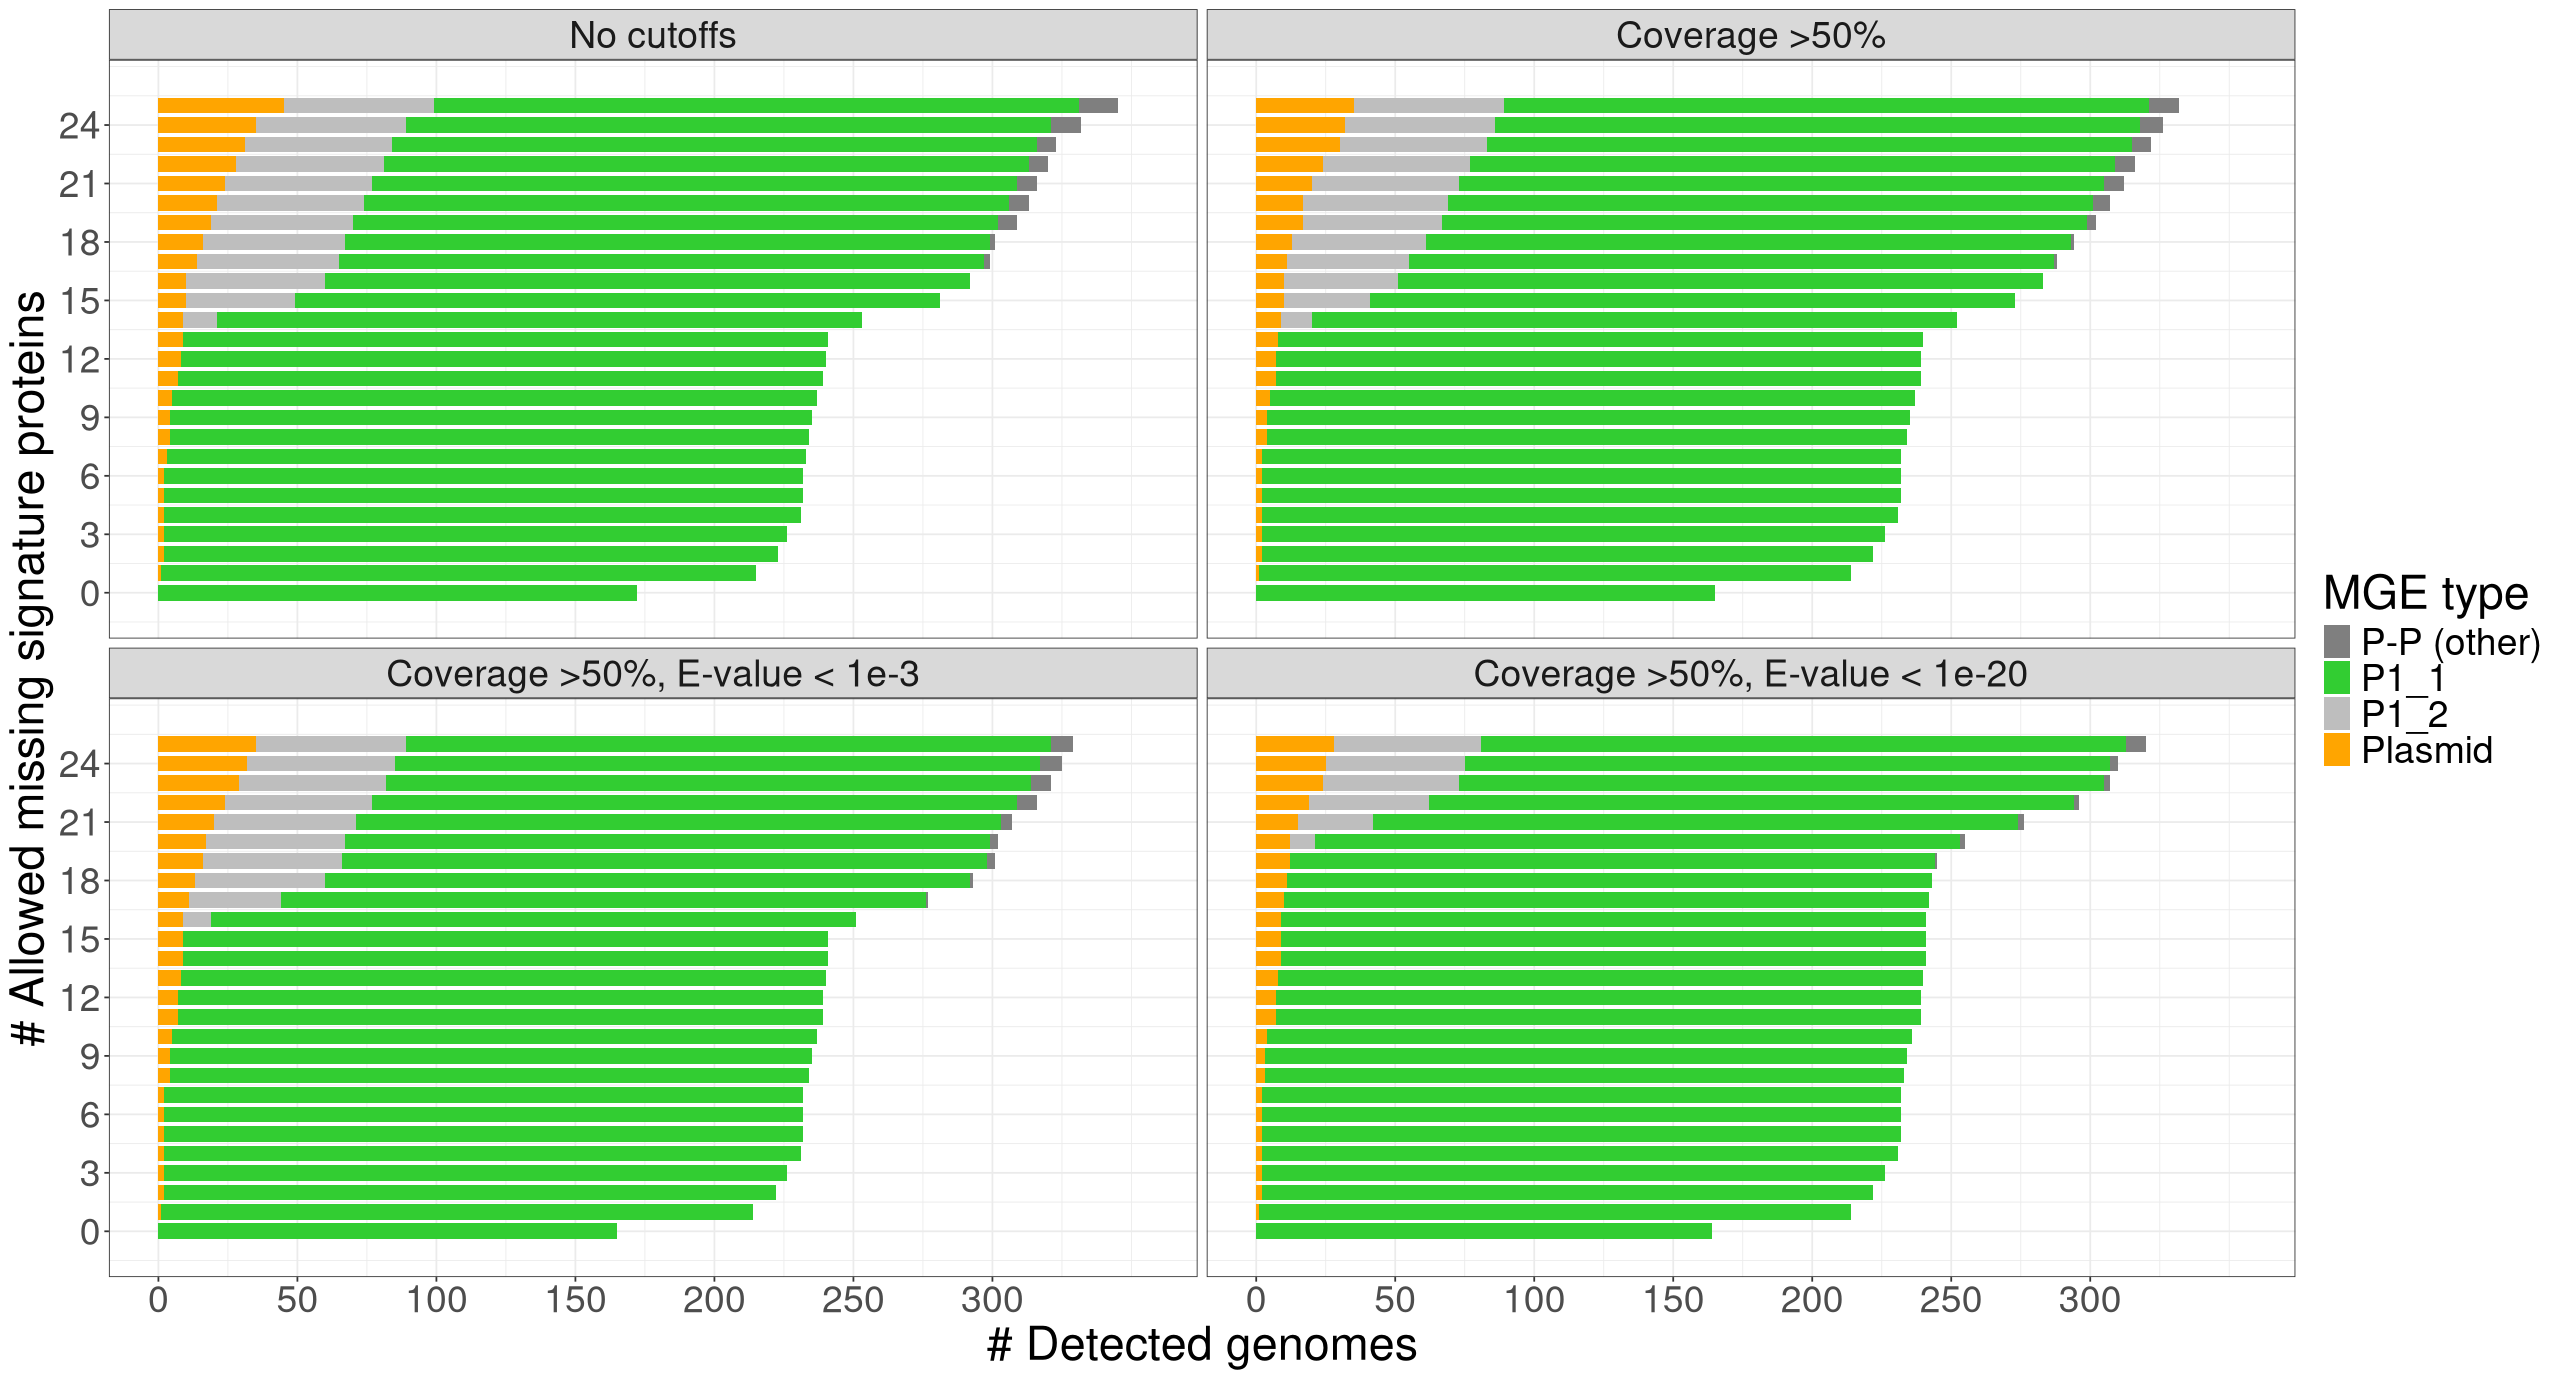 No cutoffs
Coverage >50%
24
21
18
15
12
9
6
3
0
Coverage >50%, E-value < 1e-3
Coverage >50%, E-value < 1e-20
24
21
18
15
12
9
6
3
0
0 50 100 150 200 250 300
0 50 100 150 200 250 300
# Detected genomes
# Allowed missing signature proteins
MGE type
P-P (other)
P1_1
P1_2
Plasmid